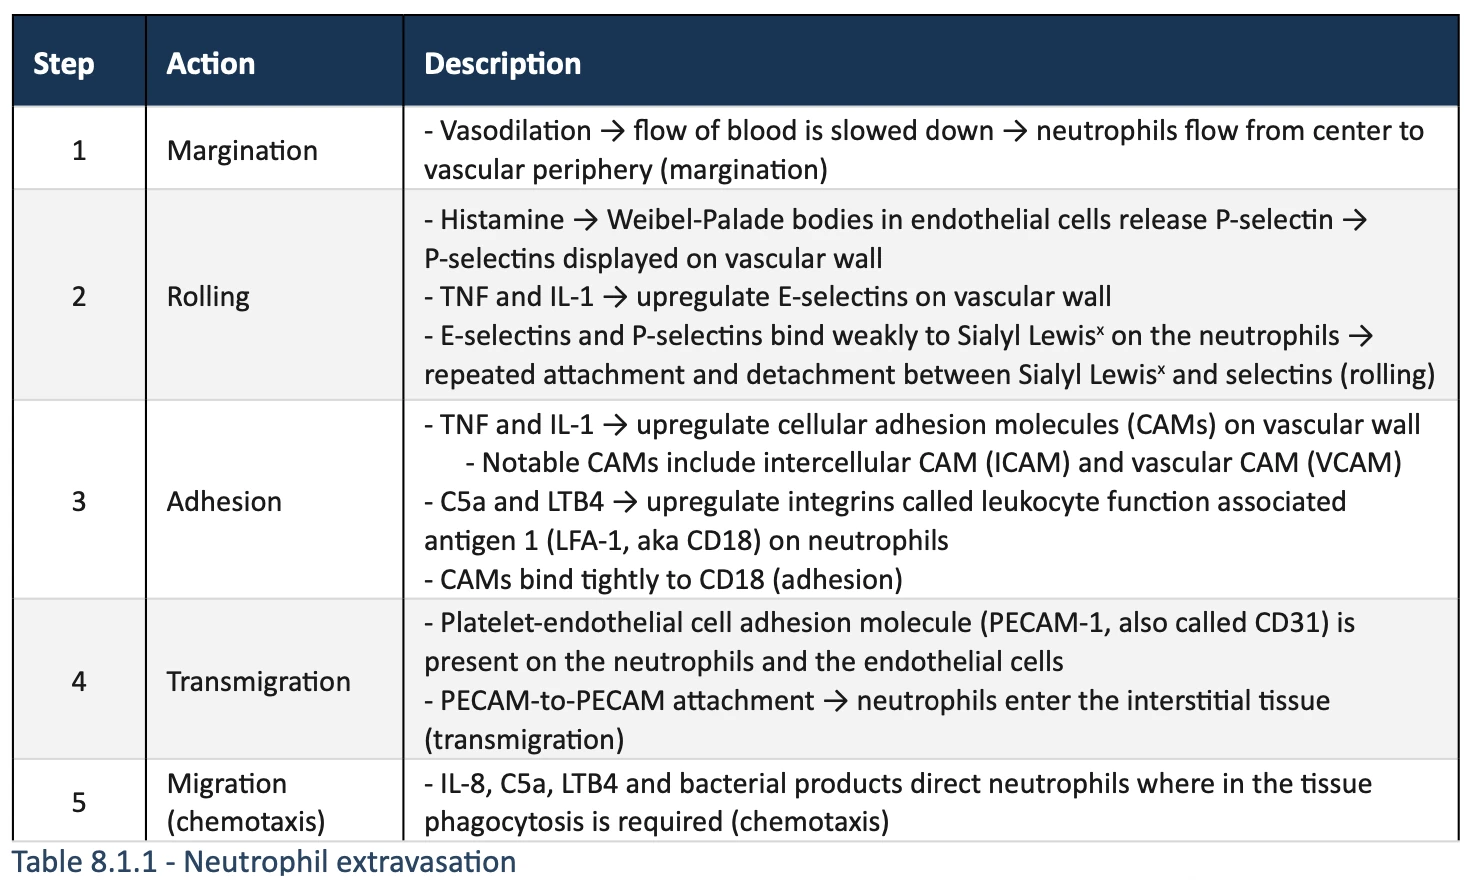 Step Action Description
1 Margination - Vasodilation → flow of blood is slowed down → neutrophils flow from center to
vascular periphery (margination)
2 Rolling - Histamine → Weibel-Palade bodies in endothelial cells release P-selectin →
P-selectins displayed on vascular wall
- TNF and IL-1 → upregulate E-selectins on vascular wall
- E-selectins and P-selectins bind weakly to Sialyl Lewisˣ on the neutrophils →
repeated attachment and detachment between Sialyl Lewisˣ and selectins (rolling)
3 Adhesion - TNF and IL-1 → upregulate cellular adhesion molecules (CAMs) on vascular wall
- Notable CAMs include intercellular CAM (ICAM) and vascular CAM (VCAM)
- C5a and LTB4 → upregulate integrins called leukocyte function associated
antigen 1 (LFA-1, aka CD18) on neutrophils
- CAMs bind tightly to CD18 (adhesion)
4 Transmigration - Platelet-endothelial cell adhesion molecule (PECAM-1, also called CD31) is
present on the neutrophils and the endothelial cells
- PECAM-to-PECAM attachment → neutrophils enter the interstitial tissue
(transmigration)
5 Migration
(chemotaxis) - IL-8, C5a, LTB4 and bacterial products direct neutrophils where in the tissue
phagocytosis is required (chemotaxis)
Table 8.1.1 - Neutrophil extravasation